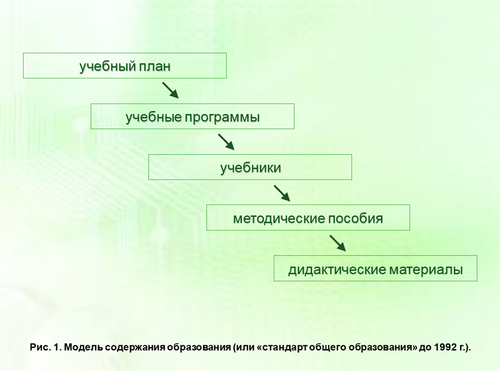 учебный план
учебные программы
учебники
методические пособия
дидактические материалы
Рис. 1. Модель содержания образования (или «стандарт общего образования» до 1992 г.).